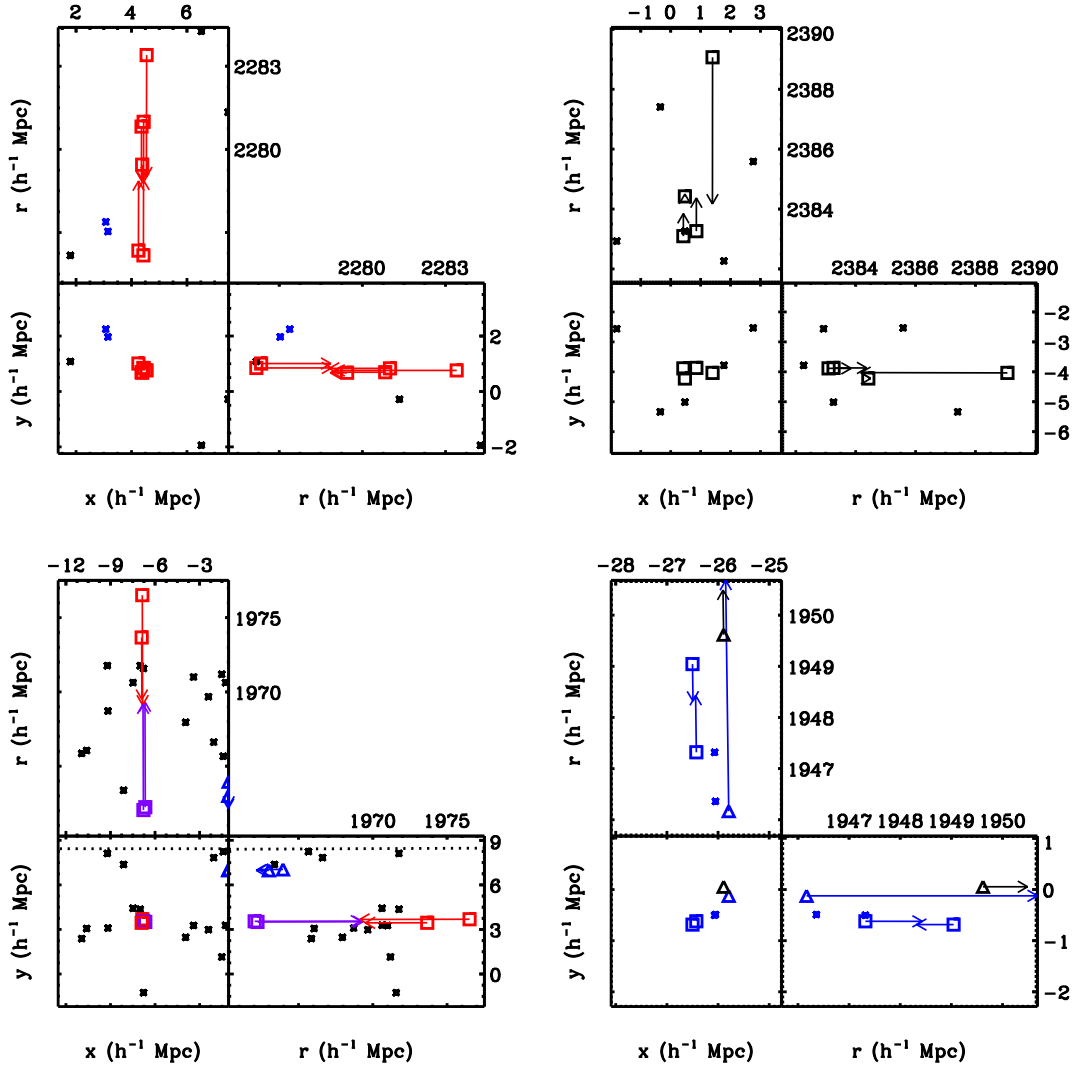 2 4 6
r (h⁻¹ Mpc)
2283
2280
2280 2283
y (h⁻¹ Mpc)
2
0
−2
x (h⁻¹ Mpc) r (h⁻¹ Mpc)
−1 0 1 2 3
r (h⁻¹ Mpc)
2390
2388
2386
2384
2384 2386 2388 2390
y (h⁻¹ Mpc)
−2
−3
−4
−5
−6
x (h⁻¹ Mpc) r (h⁻¹ Mpc)
−12 −9 −6 −3
r (h⁻¹ Mpc)
1975
1970
1970 1975
y (h⁻¹ Mpc)
9
6
3
0
x (h⁻¹ Mpc) r (h⁻¹ Mpc)
−28 −27 −26 −25
r (h⁻¹ Mpc)
1950
1949
1948
1947
1947 1948 1949 1950
y (h⁻¹ Mpc)
1
0
−1
−2
x (h⁻¹ Mpc) r (h⁻¹ Mpc)